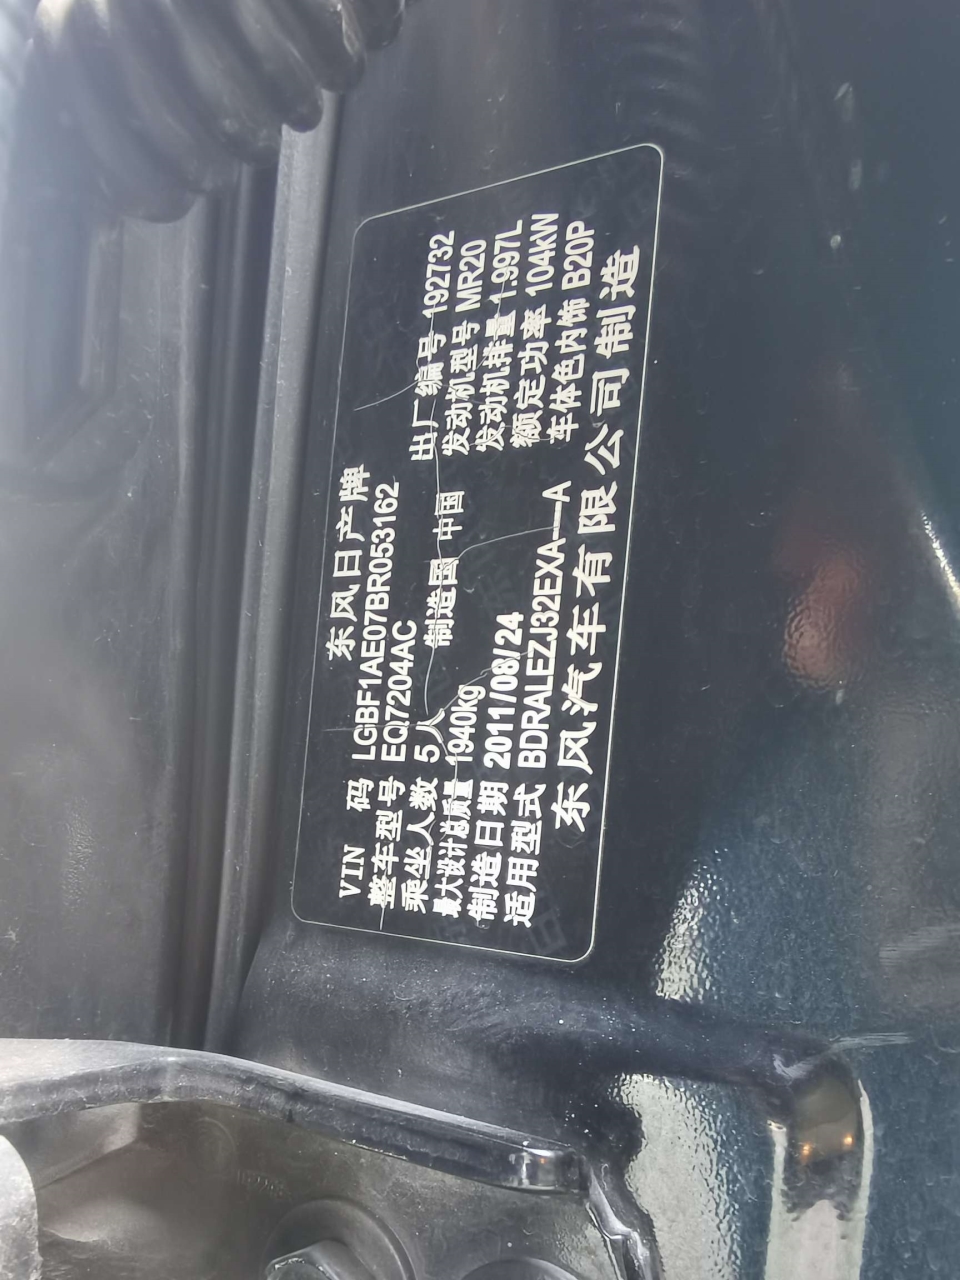 东风日产牌
VIN 码 LGBF1AE07BR053162
整车型号 EQ7204AC
乘坐人数 5人 制造国 中国 出厂编号 192732
最大设计总质量 1940kg 发动机型号 MR20
制造日期 2011/08/24 发动机排量 1.997L
适用型式 BDRALEZJ32EXA—A 额定功率 104kW
车体色内饰 B20P
东风汽车有限公司制造